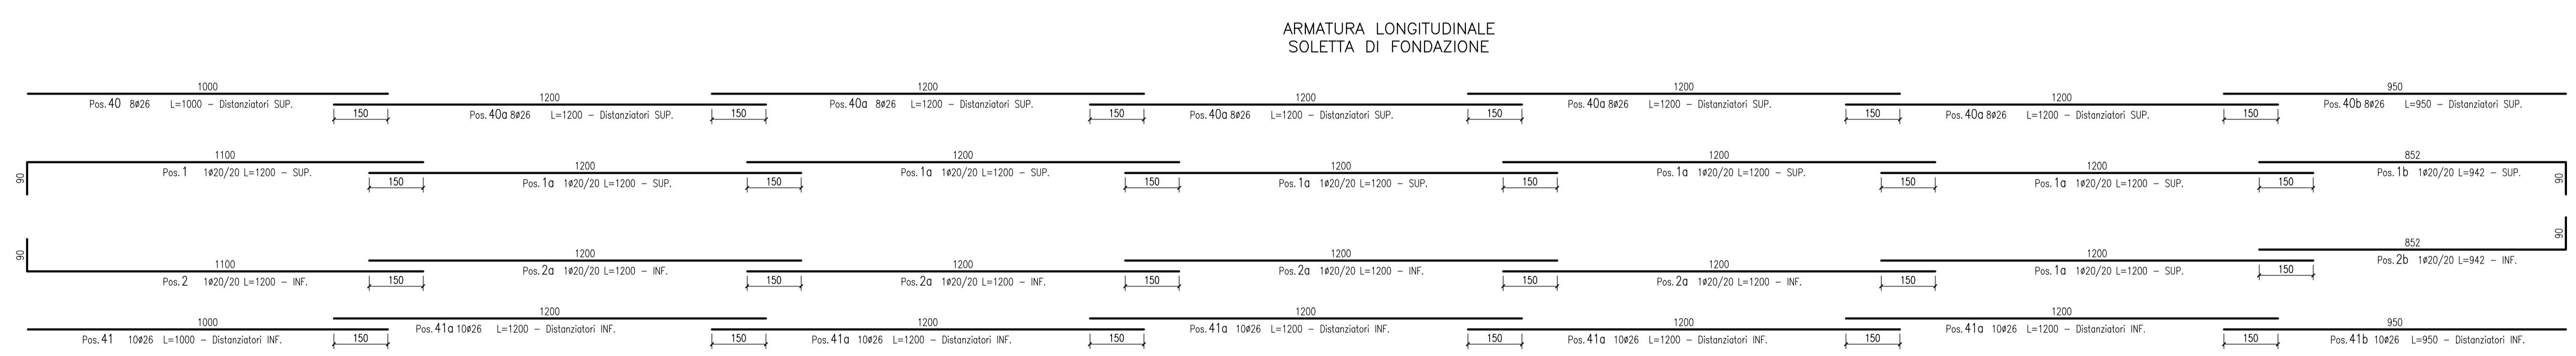 ARMATURA LONGITUDINALE
SOLETTA DI FONDAZIONE
1000
Pos. 40 8ø26 L=1000 – Distanziatori SUP.
150
1200
Pos. 40a 8ø26 L=1200 – Distanziatori SUP.
150
1200
Pos. 40a 8ø26 L=1200 – Distanziatori SUP.
150
1200
Pos. 40a 8ø26 L=1200 – Distanziatori SUP.
150
1200
Pos. 40a 8ø26 L=1200 – Distanziatori SUP.
150
1200
Pos. 40a 8ø26 L=1200 – Distanziatori SUP.
150
950
Pos. 40b 8ø26 L=950 – Distanziatori SUP.
90
1100
Pos. 1 1ø20/20 L=1200 – SUP.
150
1200
Pos. 1a 1ø20/20 L=1200 – SUP.
150
1200
Pos. 1a 1ø20/20 L=1200 – SUP.
150
1200
Pos. 1a 1ø20/20 L=1200 – SUP.
150
1200
Pos. 1a 1ø20/20 L=1200 – SUP.
150
1200
Pos. 1a 1ø20/20 L=1200 – SUP.
150
852
Pos. 1b 1ø20/20 L=942 – SUP.
90
90
1100
Pos. 2 1ø20/20 L=1200 – INF.
150
1200
Pos. 2a 1ø20/20 L=1200 – INF.
150
1200
Pos. 2a 1ø20/20 L=1200 – INF.
150
1200
Pos. 2a 1ø20/20 L=1200 – INF.
150
1200
Pos. 2a 1ø20/20 L=1200 – INF.
150
1200
Pos. 1a 1ø20/20 L=1200 – SUP.
150
852
Pos. 2b 1ø20/20 L=942 – INF.
90
1000
Pos. 41 10ø26 L=1000 – Distanziatori INF.
150
1200
Pos. 41a 10ø26 L=1200 – Distanziatori INF.
150
1200
Pos. 41a 10ø26 L=1200 – Distanziatori INF.
150
1200
Pos. 41a 10ø26 L=1200 – Distanziatori INF.
150
1200
Pos. 41a 10ø26 L=1200 – Distanziatori INF.
150
1200
Pos. 41a 10ø26 L=1200 – Distanziatori INF.
150
950
Pos. 41b 10ø26 L=950 – Distanziatori INF.